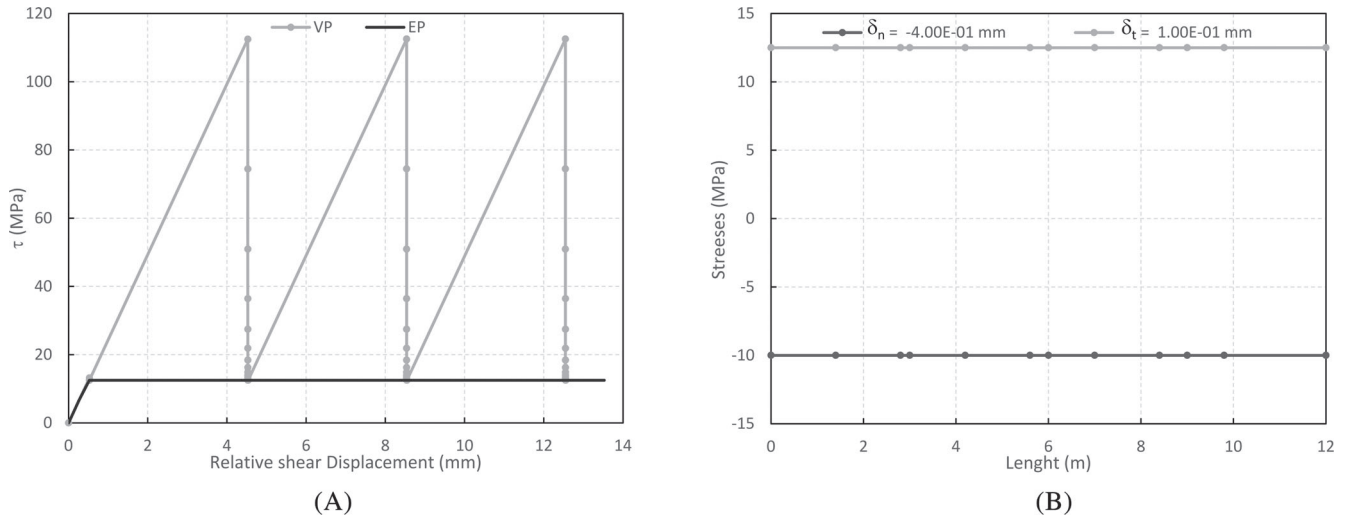 VP EP
120
100
80
60
40
20
0
τ (MPa)
0 2 4 6 8 10 12 14
Relative shear Displacement (mm)
(A)
δn = -4.00E-01 mm δt = 1.00E-01 mm
15
10
5
0
-5
-10
-15
Streeses (MPa)
0 2 4 6 8 10 12
Lenght (m)
(B)